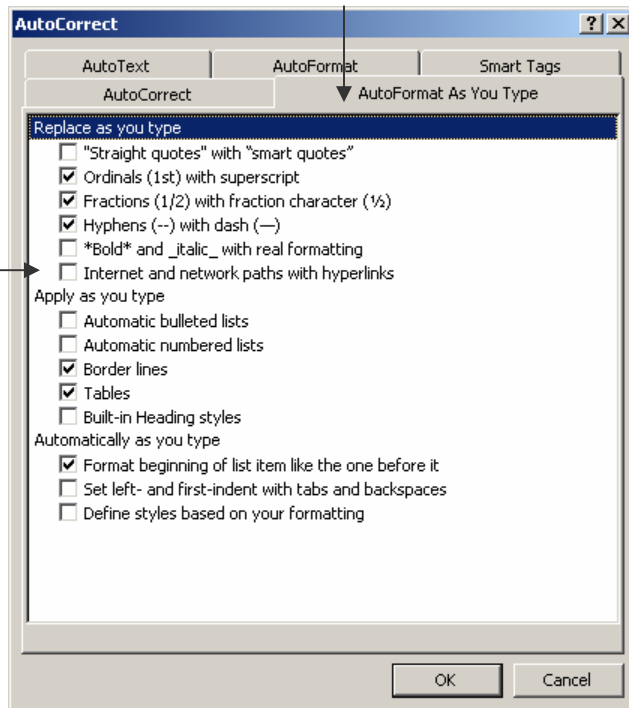 AutoCorrect
AutoText AutoFormat Smart Tags
AutoCorrect AutoFormat As You Type
Replace as you type
"Straight quotes" with “smart quotes”
Ordinals (1st) with superscript
Fractions (1/2) with fraction character (½)
Hyphens (--) with dash (—)
*Bold* and _italic_ with real formatting
Internet and network paths with hyperlinks
Apply as you type
Automatic bulleted lists
Automatic numbered lists
Border lines
Tables
Built-in Heading styles
Automatically as you type
Format beginning of list item like the one before it
Set left- and first-indent with tabs and backspaces
Define styles based on your formatting
OK Cancel